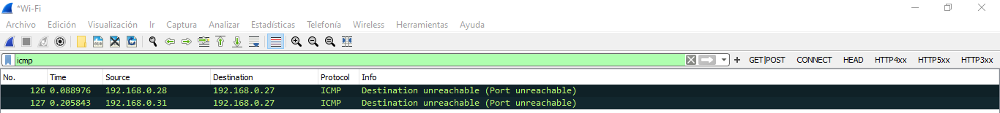 *Wi-Fi
Archivo Edición Visualización Ir Captura Analizar Estadísticas Telefonía Wireless Herramientas Ayuda
icmp + GET|POST CONNECT HEAD HTTP4xx HTTP5xx HTTP3xx
No. Time Source Destination Protocol Info
126 0.088976 192.168.0.28 192.168.0.27 ICMP Destination unreachable (Port unreachable)
127 0.205843 192.168.0.31 192.168.0.27 ICMP Destination unreachable (Port unreachable)